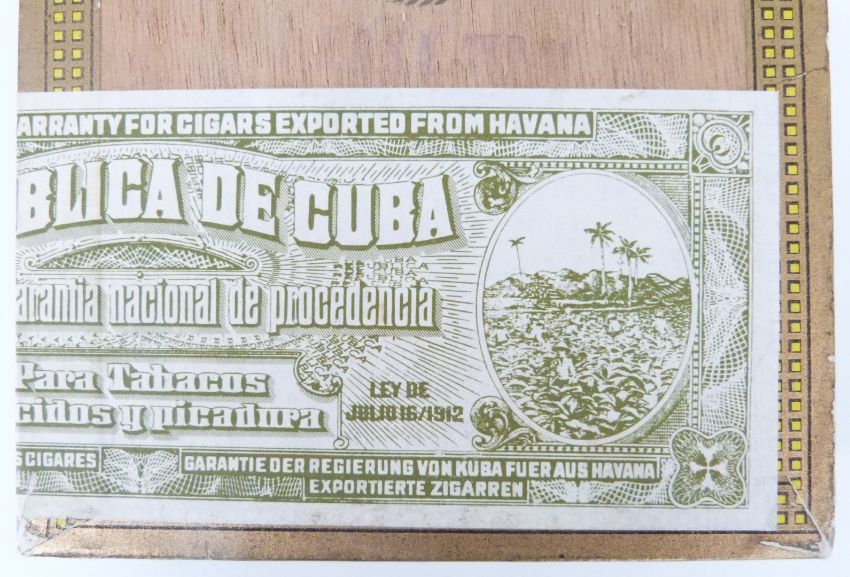 ARRANTY FOR CIGARS EXPORTED FROM HAVANA
BLICA DE CUBA
arantia nacional de procedencia
Para Tabacos
cidos y picadura
LEY DE
JULIO 16/1912
S CIGARES
GARANTIE DER REGIERUNG VON KUBA FUER AUS HAVANA
EXPORTIERTE ZIGARREN